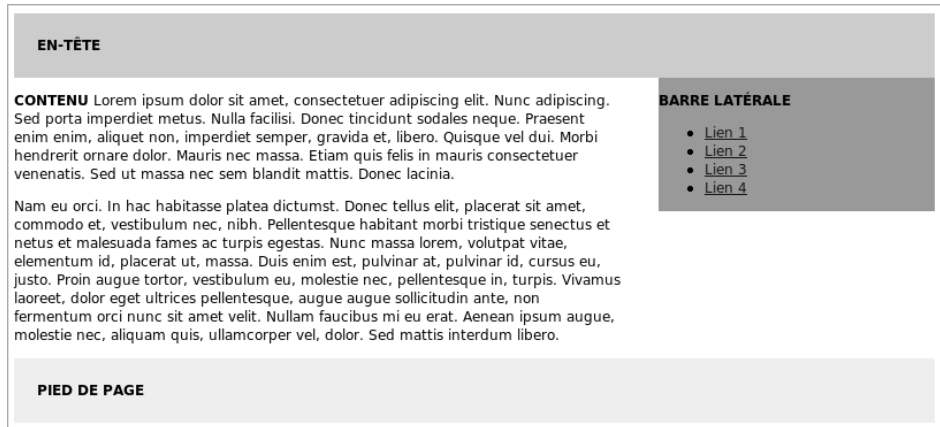 EN-TÊTE
CONTENU Lorem ipsum dolor sit amet, consectetuer adipiscing elit. Nunc adipiscing.
Sed porta imperdiet metus. Nulla facilisi. Donec tincidunt sodales neque. Praesent
enim enim, aliquet non, imperdiet semper, gravida et, libero. Quisque vel dui. Morbi
hendrerit ornare dolor. Mauris nec massa. Etiam quis felis in mauris consectetuer
venenatis. Sed ut massa nec sem blandit mattis. Donec lacinia.
Nam eu orci. In hac habitasse platea dictumst. Donec tellus elit, placerat sit amet,
commodo et, vestibulum nec, nibh. Pellentesque habitant morbi tristique senectus et
netus et malesuada fames ac turpis egestas. Nunc massa lorem, volutpat vitae,
elementum id, placerat ut, massa. Duis enim est, pulvinar at, pulvinar id, cursus eu,
justo. Proin augue tortor, vestibulum eu, molestie nec, pellentesque in, turpis. Vivamus
laoreet, dolor eget ultrices pellentesque, augue augue sollicitudin ante, non
fermentum orci nunc sit amet velit. Nullam faucibus mi eu erat. Aenean ipsum augue,
molestie nec, aliquam quis, ullamcorper vel, dolor. Sed mattis interdum libero.
BARRE LATÉRALE
Lien 1
Lien 2
Lien 3
Lien 4
PIED DE PAGE